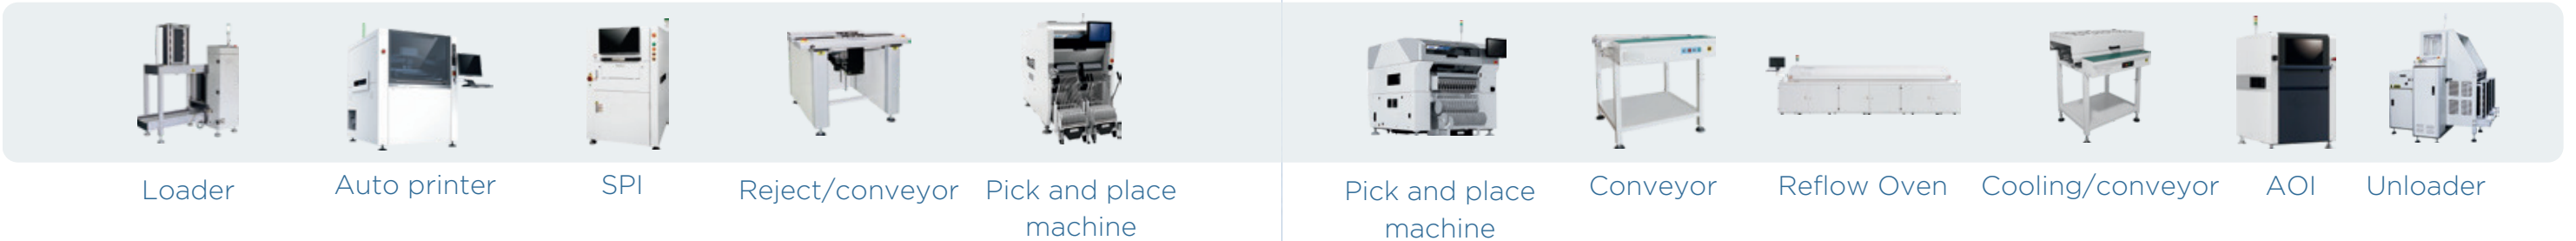 Loader
Auto printer
SPI
Reject/conveyor
Pick and place
machine
Pick and place
machine
Conveyor
Reflow Oven
Cooling/conveyor
AOI
Unloader